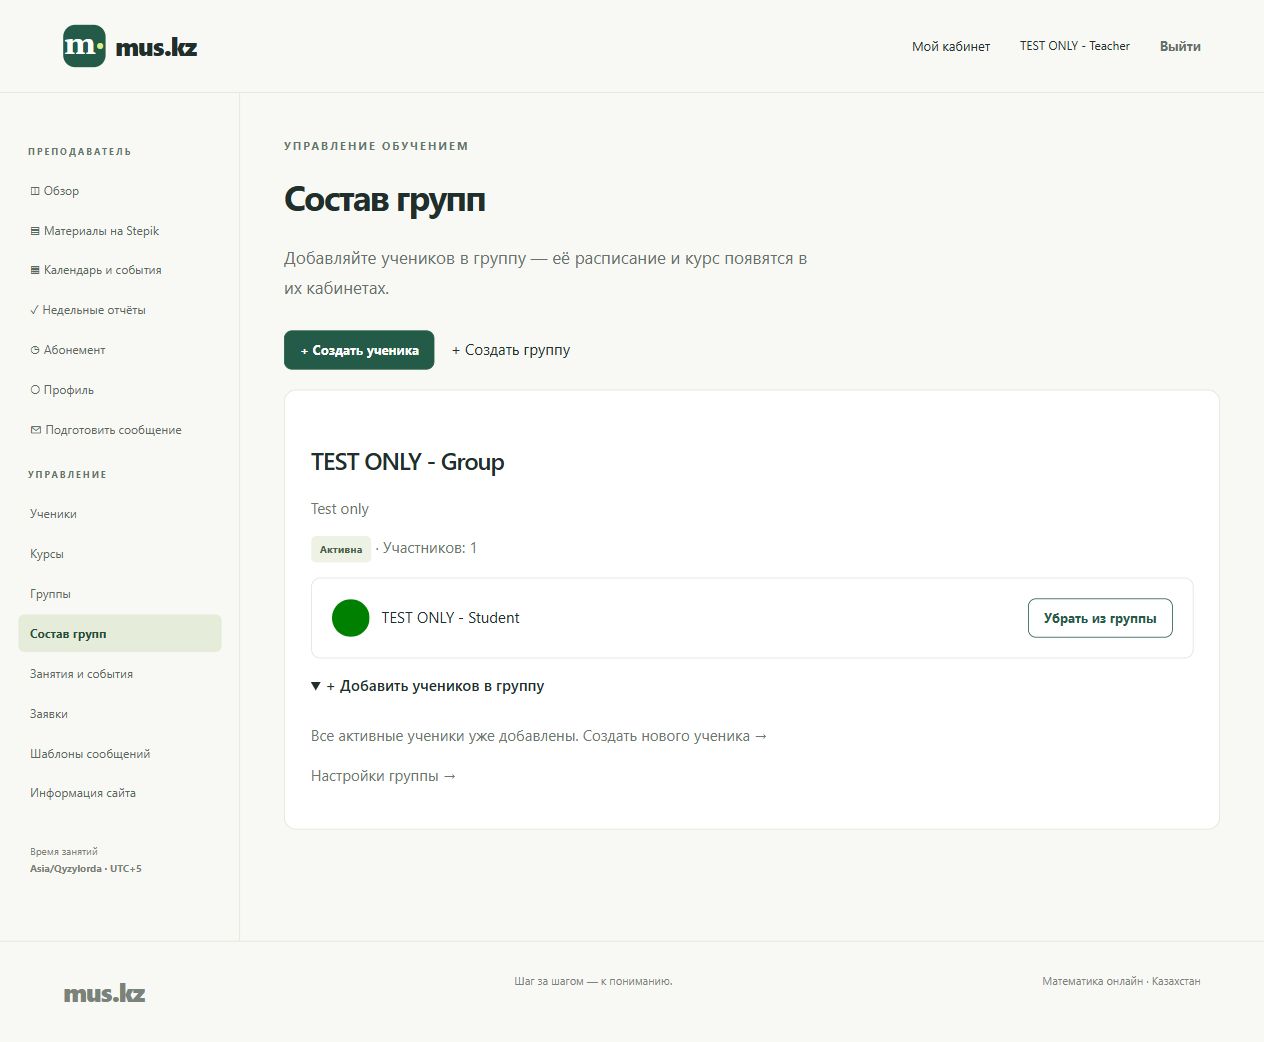 m.
mus.kz
Мой кабинет
TEST ONLY - Teacher
Выйти
ПРЕПОДАВАТЕЛЬ
Обзор
Материалы на Stepik
Календарь и события
✓ Недельные отчёты
Абонемент
Профиль
Подготовить сообщение
УПРАВЛЕНИЕ
Ученики
Курсы
Группы
Состав групп
Занятия и события
Заявки
Шаблоны сообщений
Информация сайта
Время занятий
Asia/Qyzylorda · UTC+5
УПРАВЛЕНИЕ ОБУЧЕНИЕМ
Состав групп
Добавляйте учеников в группу — её расписание и курс появятся в
их кабинетах.
+ Создать ученика
+ Создать группу
TEST ONLY - Group
Test only
Активна · Участников: 1
TEST ONLY - Student
Убрать из группы
▼ + Добавить учеников в группу
Все активные ученики уже добавлены. Создать нового ученика →
Настройки группы →
mus.kz
Шаг за шагом — к пониманию.
Математика онлайн · Казахстан